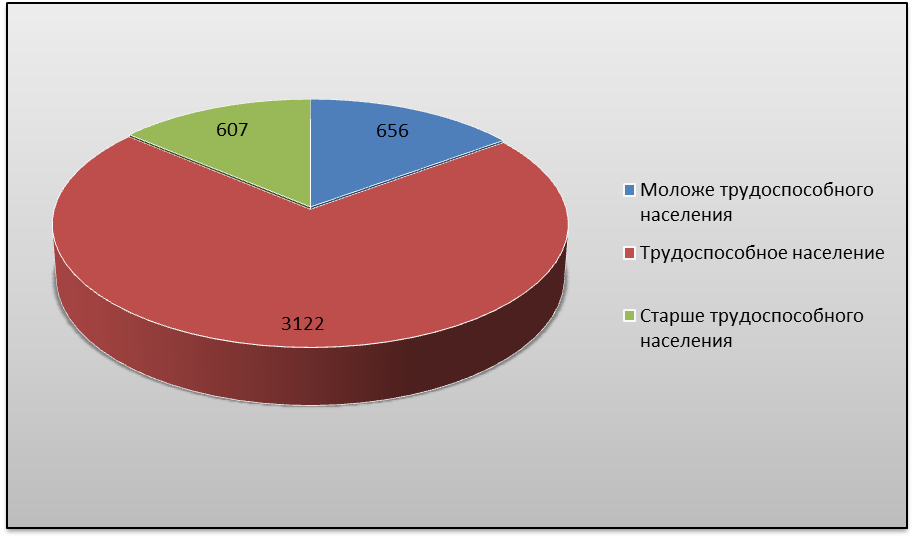 607
656
3122
Моложе трудоспособного
населения
Трудоспособное население
Старше трудоспособного
населения